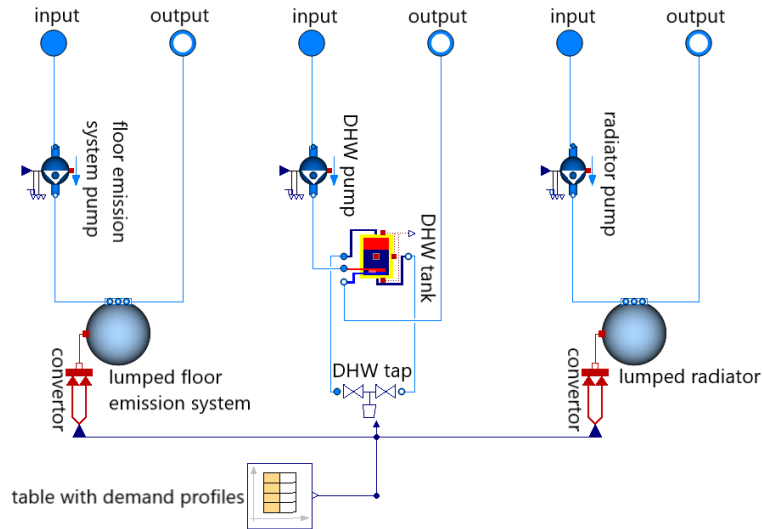 input
output
input
output
input
output
floor emission
system pump
DHW pump
radiator pump
DHW tank
convertor
lumped floor
emission system
DHW tap
convertor
lumped radiator
table with demand profiles